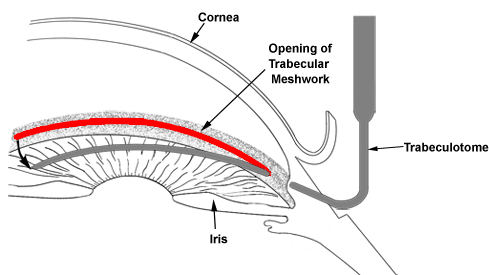 Cornea
Opening of
Trabecular
Meshwork
Trabeculotome
Iris